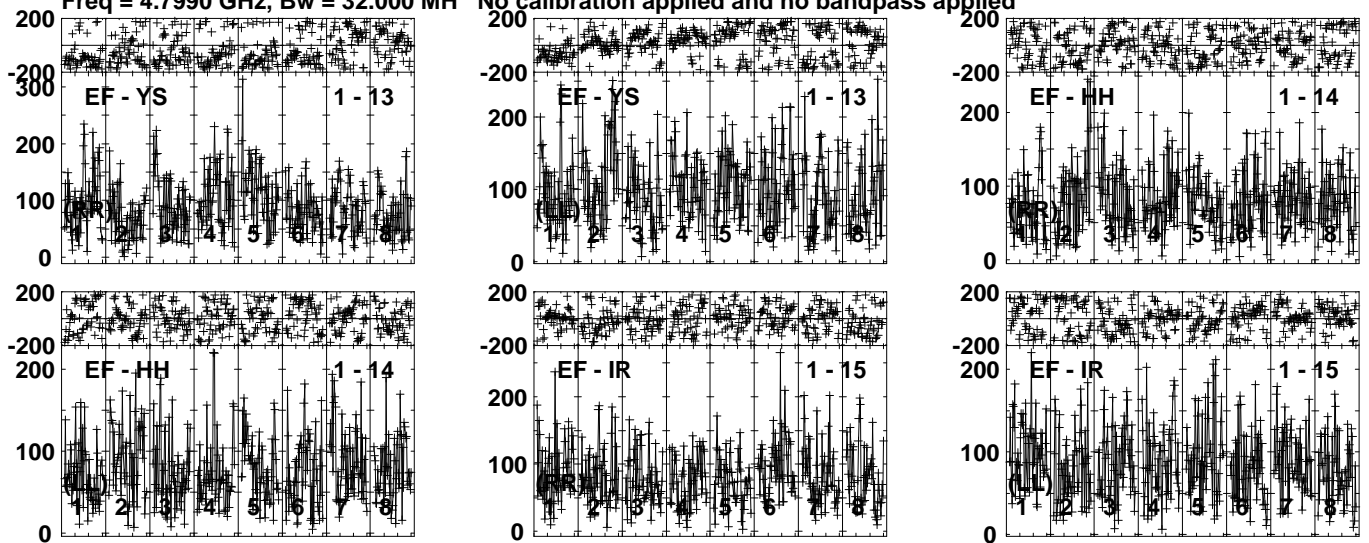 Freq = 4.7990 GHz, Bw = 32.000 MH No calibration applied and no bandpass applied
200
-200
300
EF - YS 1 - 13
200
100
(RR)
1 2 3 4 5 6 7 8
0
200
-200
EF - YS 1 - 13
200
100
(LL)
1 2 3 4 5 6 7 8
0
200
-200
EF - HH 1 - 14
200
100
(RR)
1 2 3 4 5 6 7 8
0
200
-200
EF - HH 1 - 14
200
100
(LL)
1 2 3 4 5 6 7 8
0
200
-200
EF - IR 1 - 15
200
100
(RR)
1 2 3 4 5 6 7 8
0
200
-200
EF - IR 1 - 15
200
100
(LL)
1 2 3 4 5 6 7 8
0